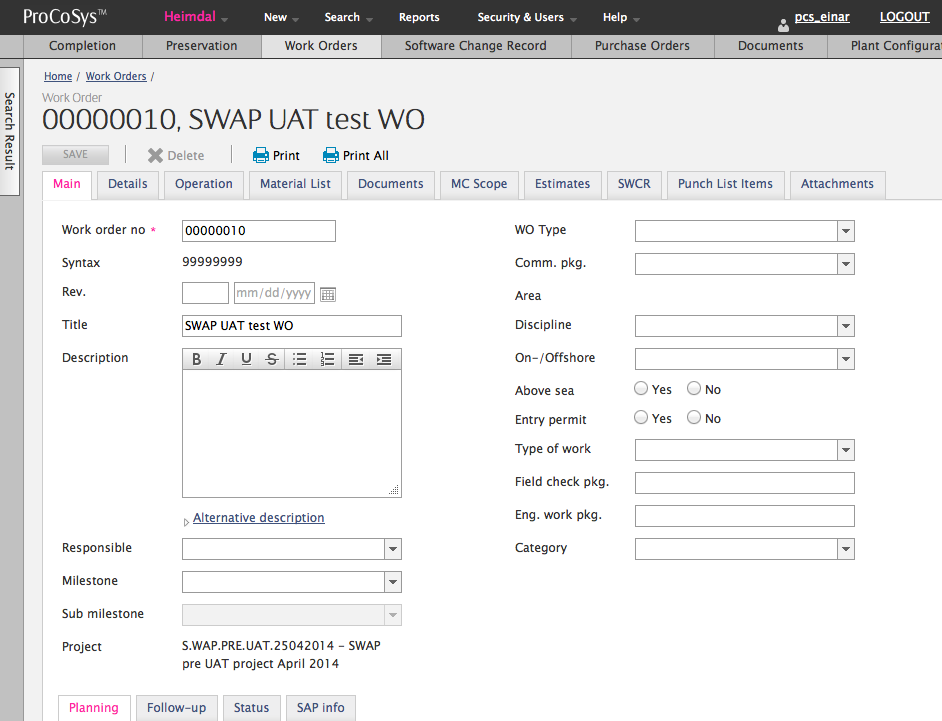 ProCoSys™ Heimdal New Search Reports Security & Users Help pcs_einar LOGOUT
Completion Preservation Work Orders Software Change Record Purchase Orders Documents Plant Configurat
Search Result
Home / Work Orders /
Work Order
00000010, SWAP UAT test WO
SAVE Delete Print Print All
Main Details Operation Material List Documents MC Scope Estimates SWCR Punch List Items Attachments
Work order no * 00000010
Syntax 99999999
Rev. mm/dd/yyyy
Title SWAP UAT test WO
Description B I U S
Alternative description
Responsible
Milestone
Sub milestone
Project S.WAP.PRE.UAT.25042014 - SWAP
pre UAT project April 2014
WO Type
Comm. pkg.
Area
Discipline
On-/Offshore
Above sea Yes No
Entry permit Yes No
Type of work
Field check pkg.
Eng. work pkg.
Category
Planning Follow-up Status SAP info